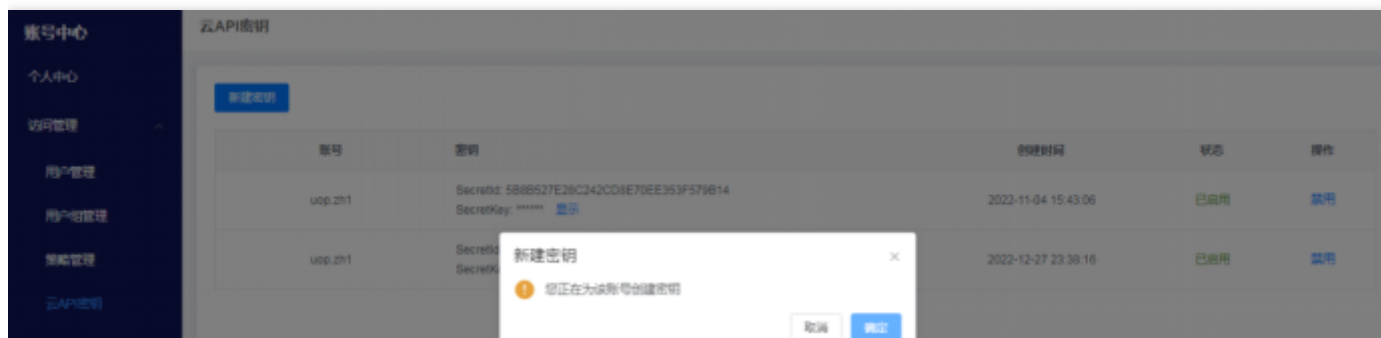 账号中心
云API密钥
个人中心
新建密钥
访问管理
账号 密钥 创建时间 状态 操作
用户管理
uop.zh1 SecretId: 5B8B527E28C242CD8E70EE353F579B14 2022-11-04 15:43:06 已启用 禁用
SecretKey: ****** 显示
用户组管理
策略管理
uop.zh1 SecretId 2022-12-27 23:38:16 已启用 禁用
SecretK
新建密钥
您正在为该账号创建密钥
云API密钥
取消 确定